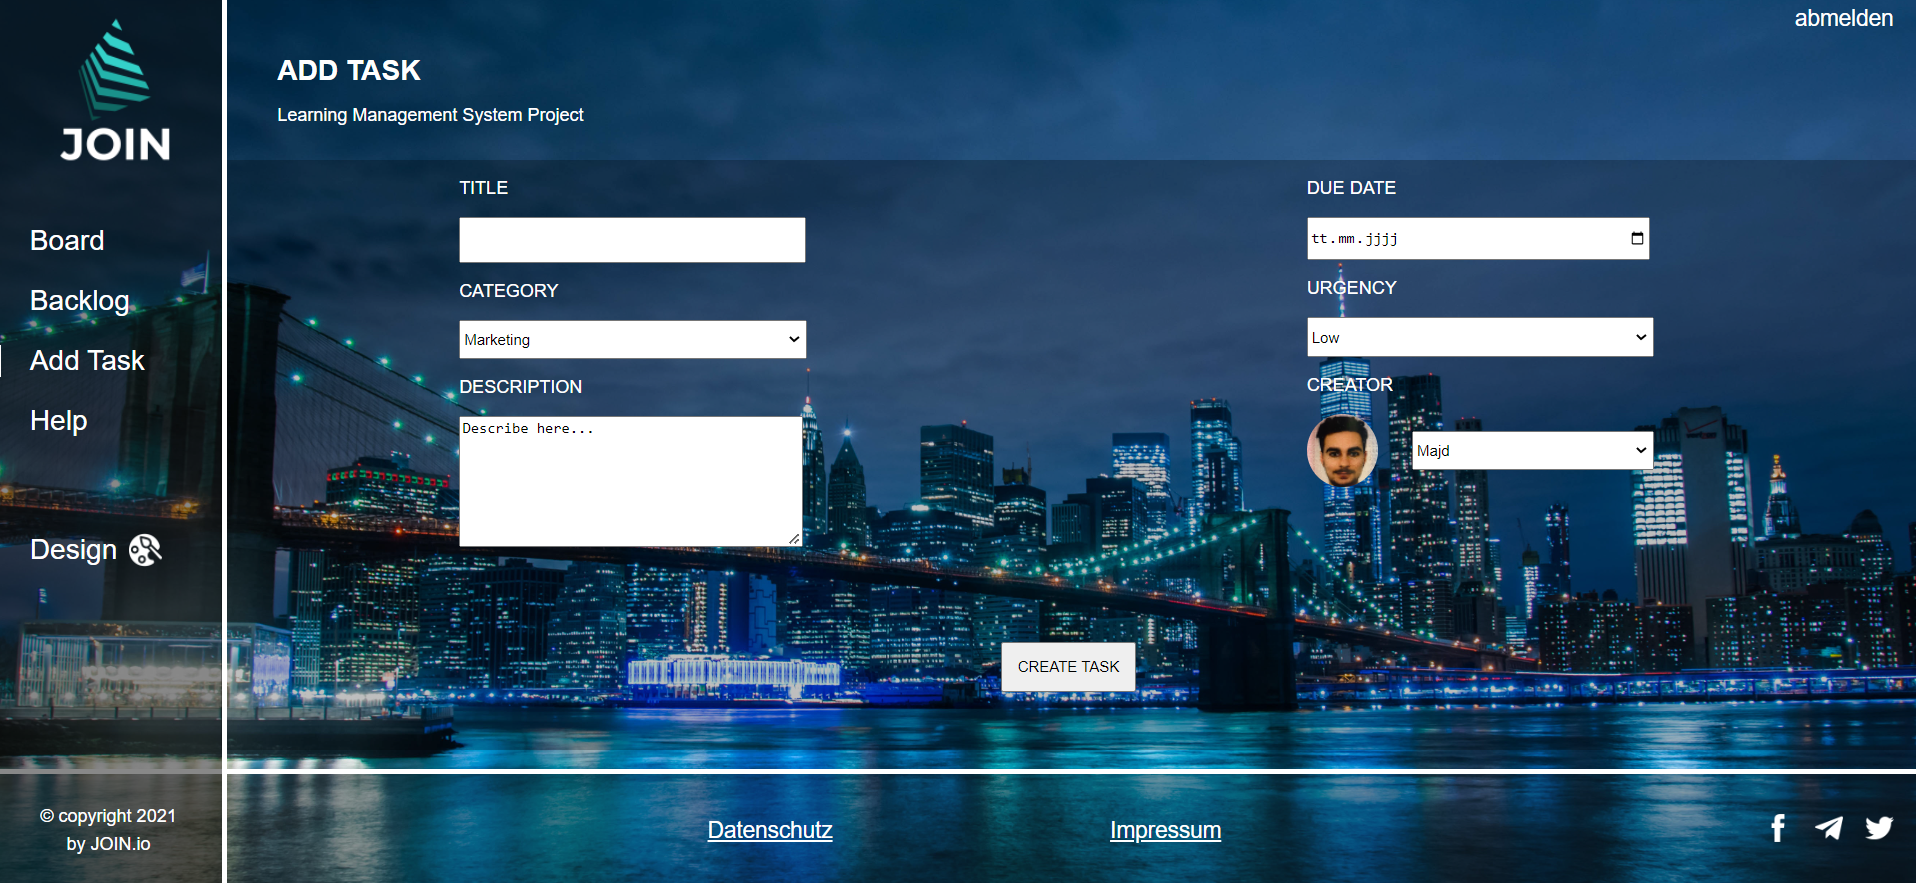 abmelden
JOIN
ADD TASK
Learning Management System Project
Board
Backlog
Add Task
Help
Design
TITLE
CATEGORY
Marketing
DESCRIPTION
Describe here...
DUE DATE
tt.mm.jjjj
URGENCY
Low
CREATOR
Majd
CREATE TASK
© copyright 2021
by JOIN.io
Datenschutz
Impressum